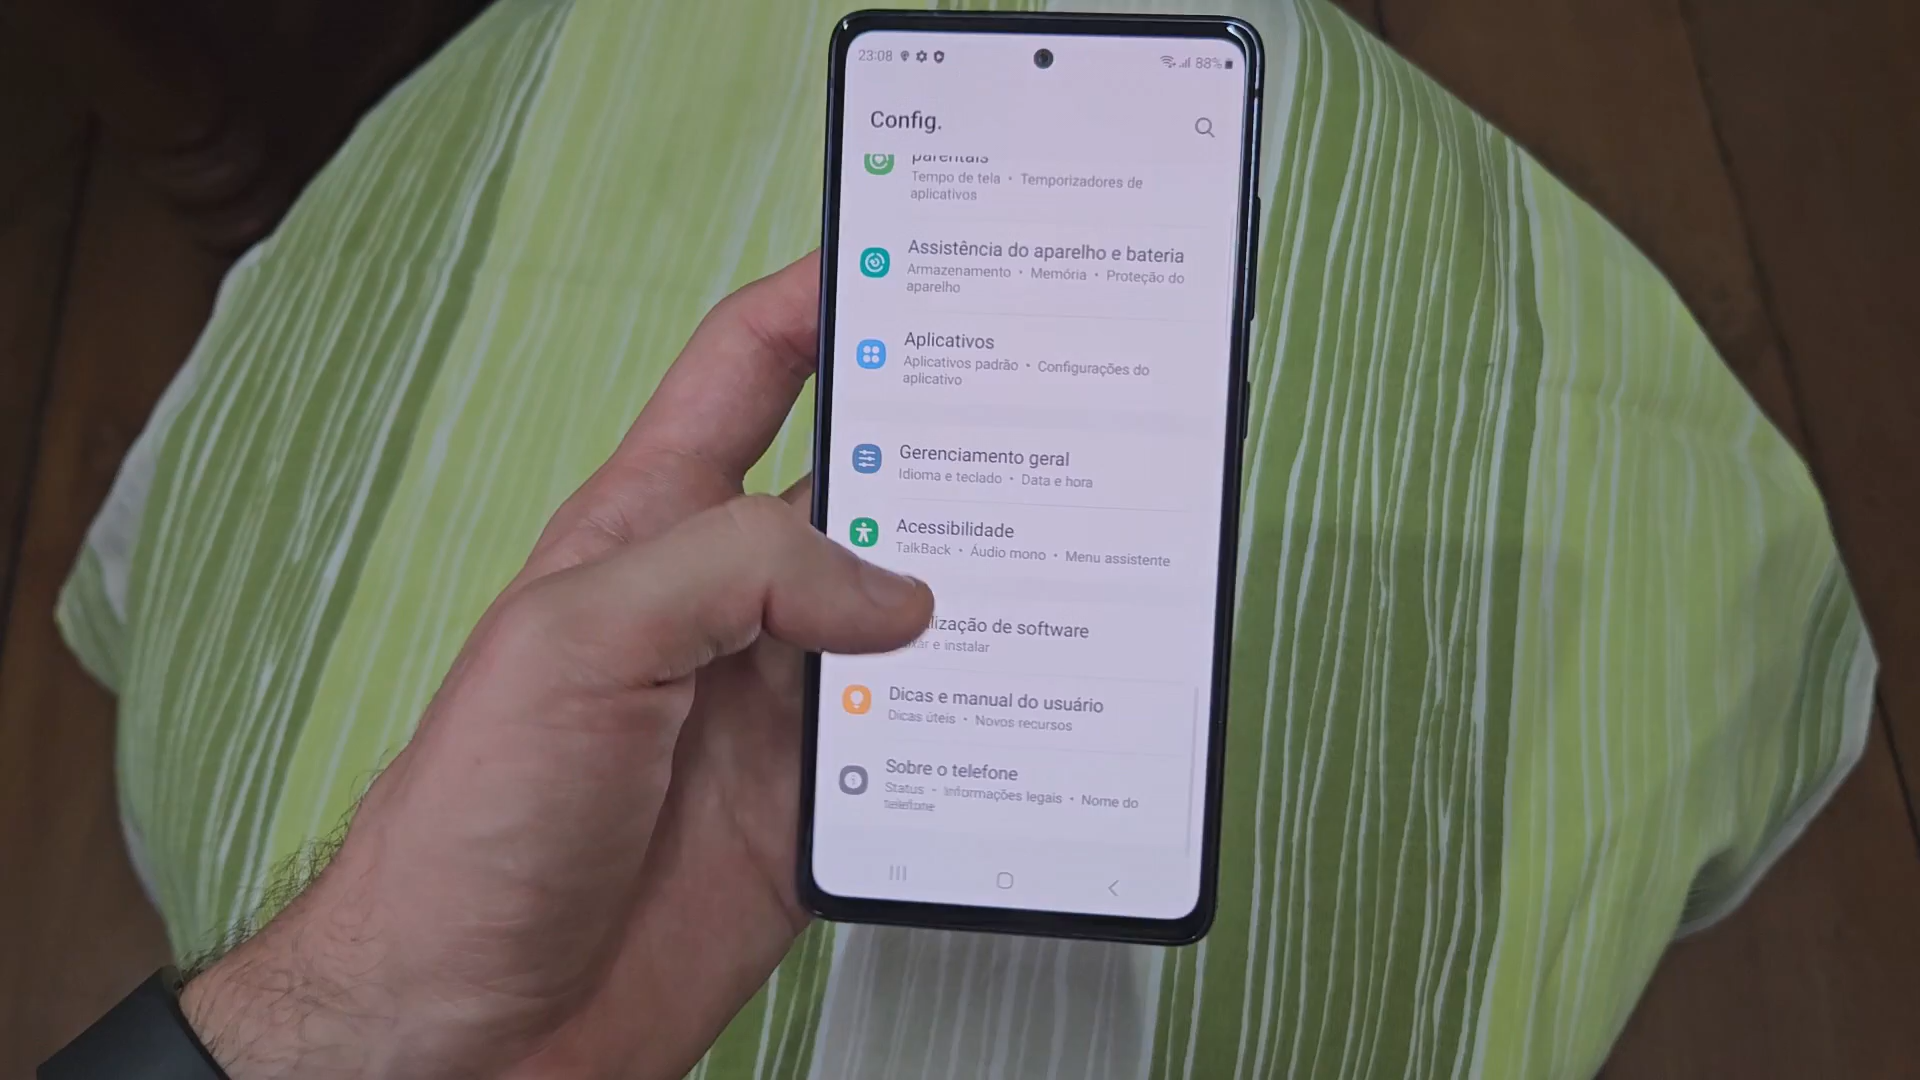 23:08
88%
Config.
parentais
Tempo de tela • Temporizadores de
aplicativos
Assistência do aparelho e bateria
Armazenamento • Memória • Proteção do
aparelho
Aplicativos
Aplicativos padrão • Configurações do
aplicativo
Gerenciamento geral
Idioma e teclado • Data e hora
Acessibilidade
TalkBack • Áudio mono • Menu assistente
lização de software
e instalar
Dicas e manual do usuário
Dicas úteis • Novos recursos
Sobre o telefone
Status • Informações legais • Nome do
telefone